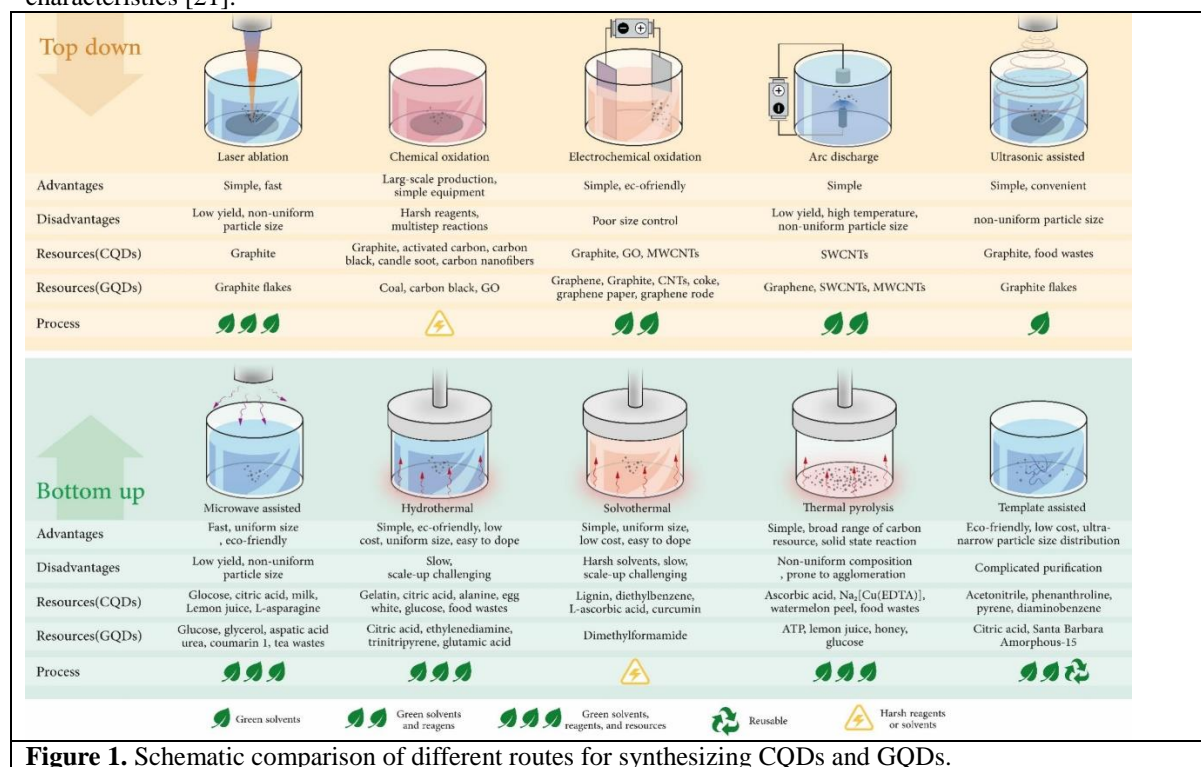 characteristics [21].
Top down
Laser ablation Chemical oxidation Electrochemical oxidation Arc discharge Ultrasonic assisted
Advantages Simple, fast Larg-scale production, simple equipment Simple, ec-ofriendly Simple Simple, convenient
Disadvantages Low yield, non-uniform particle size Harsh reagents, multistep reactions Poor size control Low yield, high temperature, non-uniform particle size non-uniform particle size
Resources(CQDs) Graphite Graphite, activated carbon, carbon black, candle soot, carbon nanofibers Graphite, GO, MWCNTs SWCNTs Graphite, food wastes
Resources(GQDs) Graphite flakes Coal, carbon black, GO Graphene, Graphite, CNTs, coke, graphene paper, graphene rode Graphene, SWCNTs, MWCNTs Graphite flakes
Process
Bottom up
Microwave assisted Hydrothermal Solvothermal Thermal pyrolysis Template assisted
Advantages Fast, uniform size , eco-friendly Simple, ec-ofriendly, low cost, uniform size, easy to dope Simple, uniform size, low cost, easy to dope Simple, broad range of carbon resource, solid state reaction Eco-friendly, low cost, ultra-narrow particle size distribution
Disadvantages Low yield, non-uniform particle size Slow, scale-up challenging Harsh solvents, slow, scale-up challenging Non-uniform composition , prone to agglomeration Complicated purification
Resources(CQDs) Glocose, citric acid, milk, Lemon juice, L-asparagine Gelatin, citric acid, alanine, egg white, glucose, food wastes Lignin, diethylbenzene, L-ascorbic acid, curcumin Ascorbic acid, Na₂[Cu(EDTA)], watermelon peel, food wastes Acetonitrile, phenanthroline, pyrene, diaminobenzene
Resources(GQDs) Glucose, glycerol, aspatic acid urea, coumarin 1, tea wastes Citric acid, ethylenediamine, trinitripyrene, glutamic acid Dimethylformamide ATP, lemon juice, honey, glucose Citric acid, Santa Barbara Amorphous-15
Process
Green solvents Green solvents and reagens Green solvents, reagents, and resources Reusable Harsh reagents or solvents
Figure 1. Schematic comparison of different routes for synthesizing CQDs and GQDs.